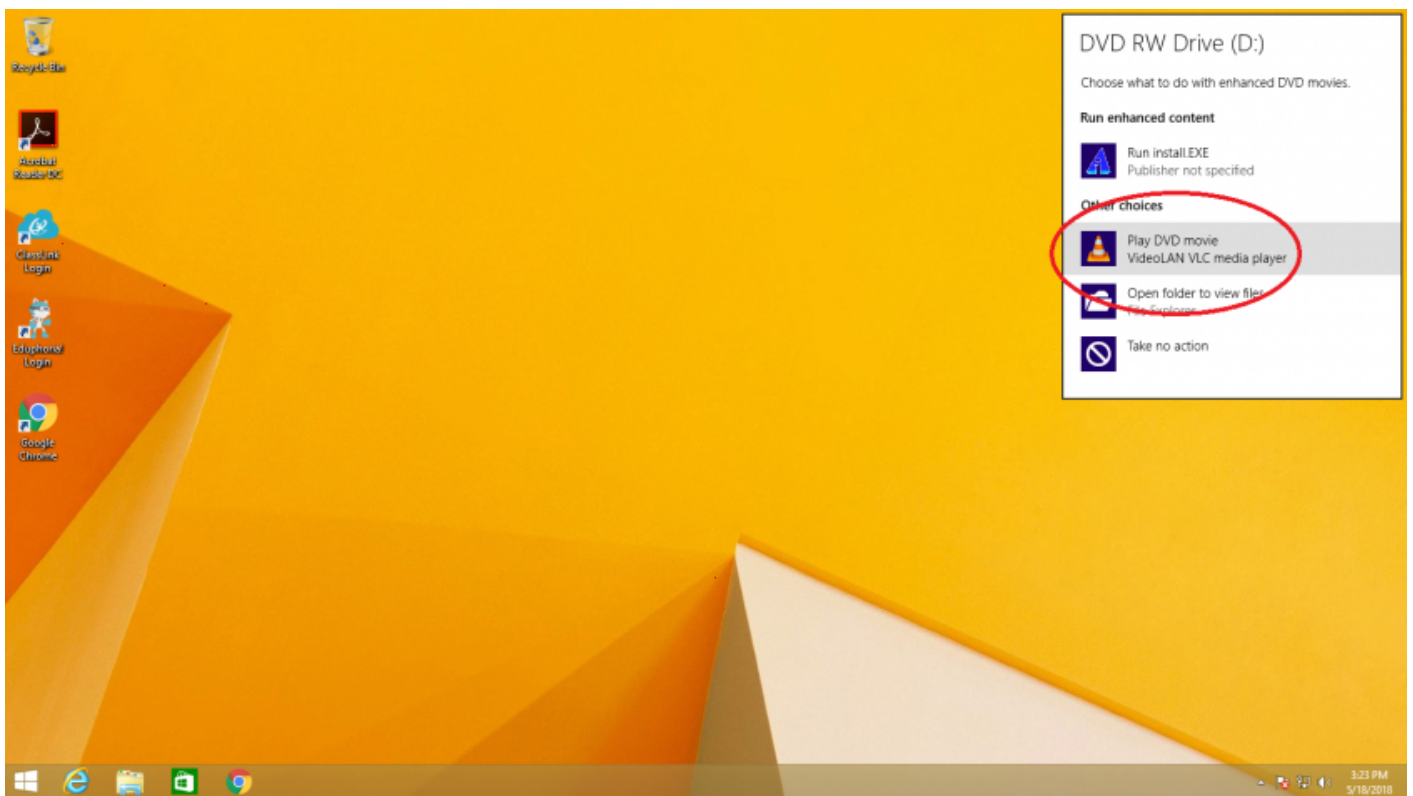 Recycle Bin
Acrobat
Reader DC
ClassLink
Login
Eduphoria!
Login
Google
Chrome
DVD RW Drive (D:)
Choose what to do with enhanced DVD movies.
Run enhanced content
Run install.EXE
Publisher not specified
Other choices
Play DVD movie
VideoLAN VLC media player
Open folder to view files
File Explorer
Take no action
3:23 PM
5/18/2018